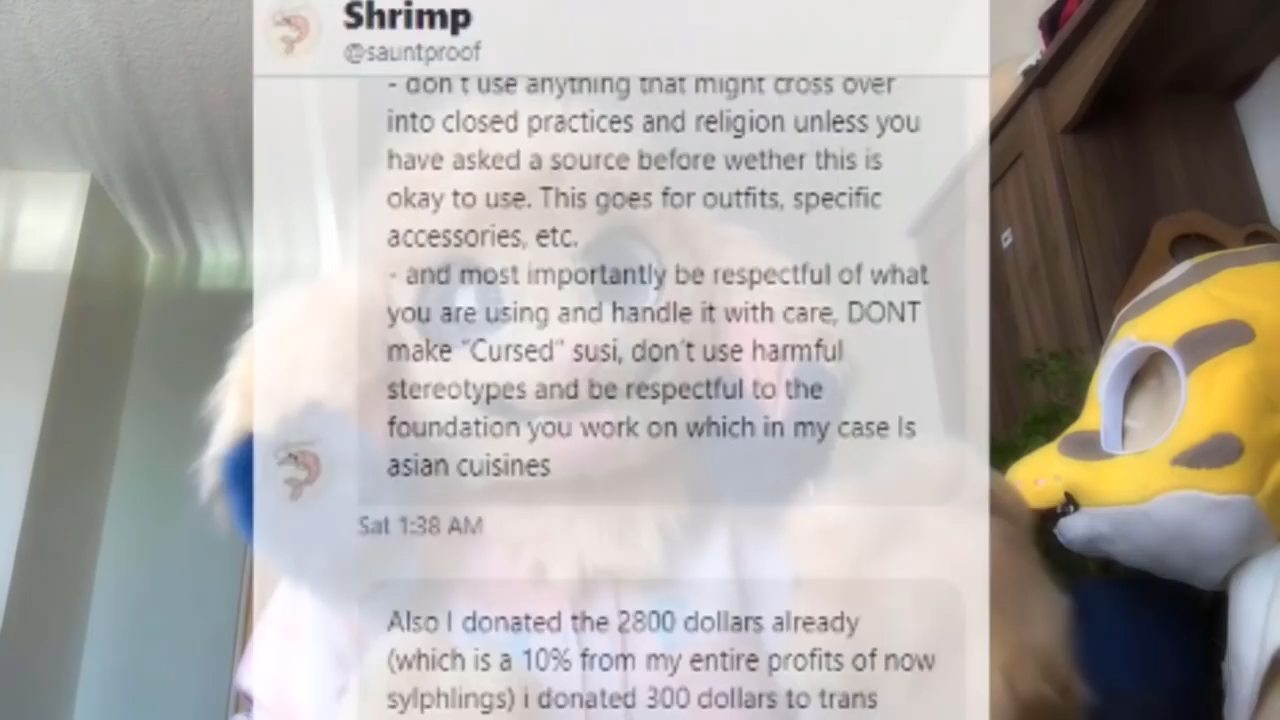 Shrimp
@sauntproof
- don't use anything that might cross over
into closed practices and religion unless you
have asked a source before wether this is
okay to use. This goes for outfits, specific
accessories, etc.
- and most importantly be respectful of what
you are using and handle it with care, DONT
make "Cursed" susi, don't use harmful
stereotypes and be respectful to the
foundation you work on which in my case Is
asian cuisines
Sat 1:38 AM
Also I donated the 2800 dollars already
(which is a 10% from my entire profits of now
sylphlings) i donated 300 dollars to trans